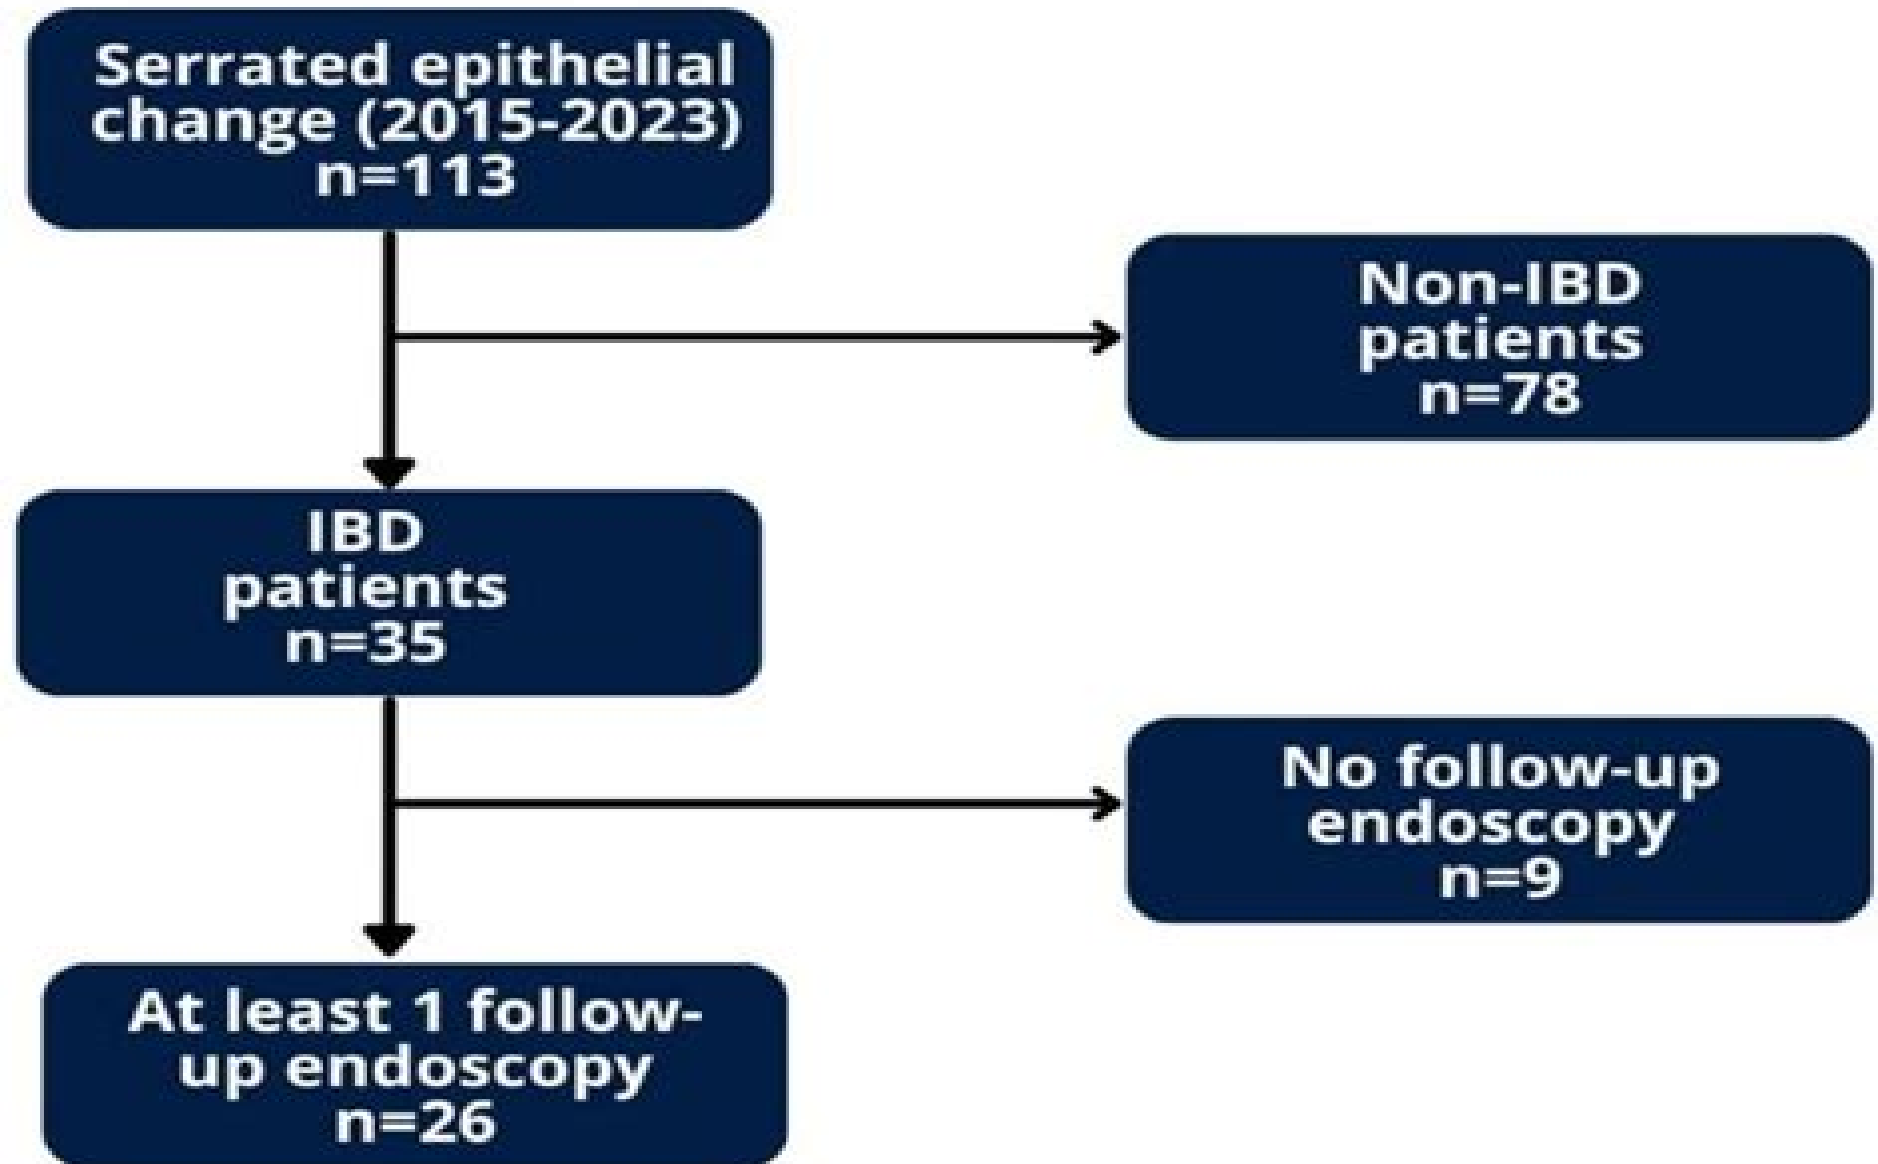 Serrated epithelial
change (2015-2023)
n=113
Non-IBD
patients
n=78
IBD
patients
n=35
No follow-up
endoscopy
n=9
At least 1 follow-
up endoscopy
n=26